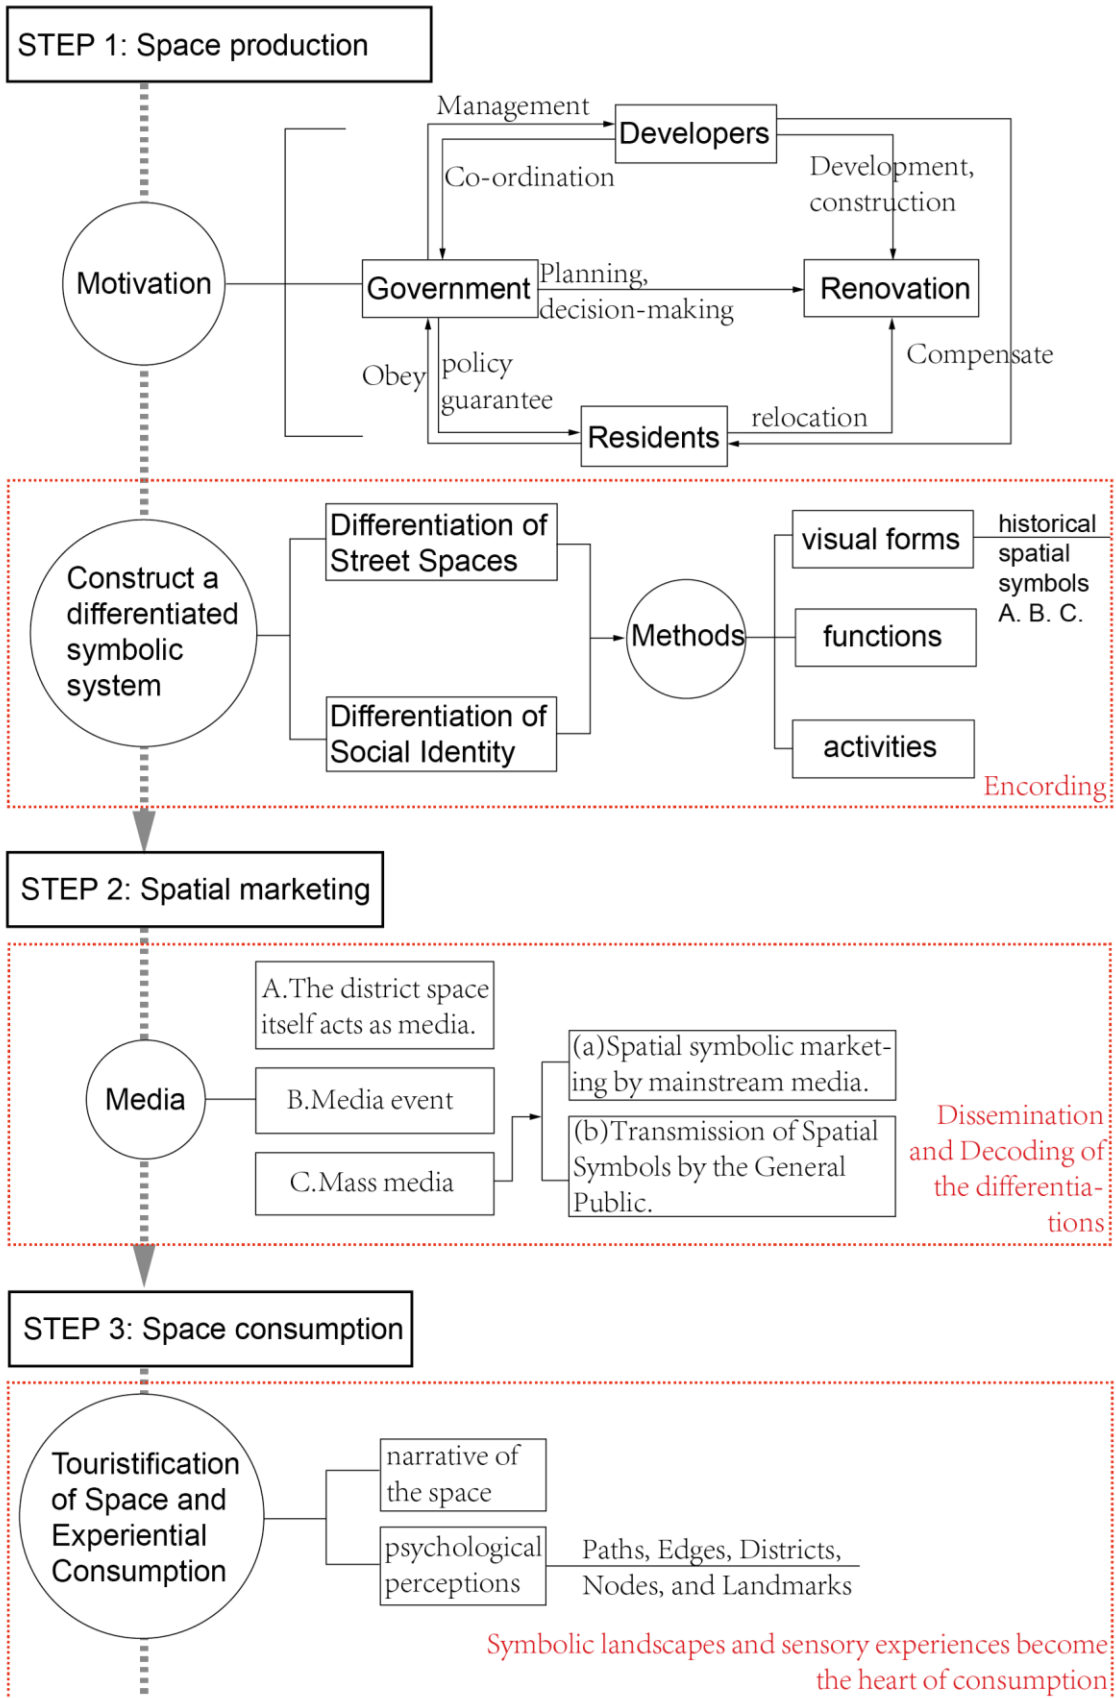 STEP 1: Space production
Management
Developers
Co-ordination
Development,
construction
Motivation
Government
Planning,
decision-making
Renovation
Obey
policy
guarantee
Compensate
Residents
relocation
Construct a
differentiated
symbolic
system
Differentiation of
Street Spaces
Differentiation of
Social Identity
Methods
visual forms
functions
activities
historical
spatial
symbols
A. B. C.
Encording
STEP 2: Spatial marketing
Media
A.The district space
itself acts as media.
B.Media event
C.Mass media
(a)Spatial symbolic market-
ing by mainstream media.
(b)Transmission of Spatial
Symbols by the General
Public.
Dissemination
and Decoding of
the differentia-
tions
STEP 3: Space consumption
Touristification
of Space and
Experiential
Consumption
narrative of
the space
psychological
perceptions
Paths, Edges, Districts,
Nodes, and Landmarks
Symbolic landscapes and sensory experiences become
the heart of consumption